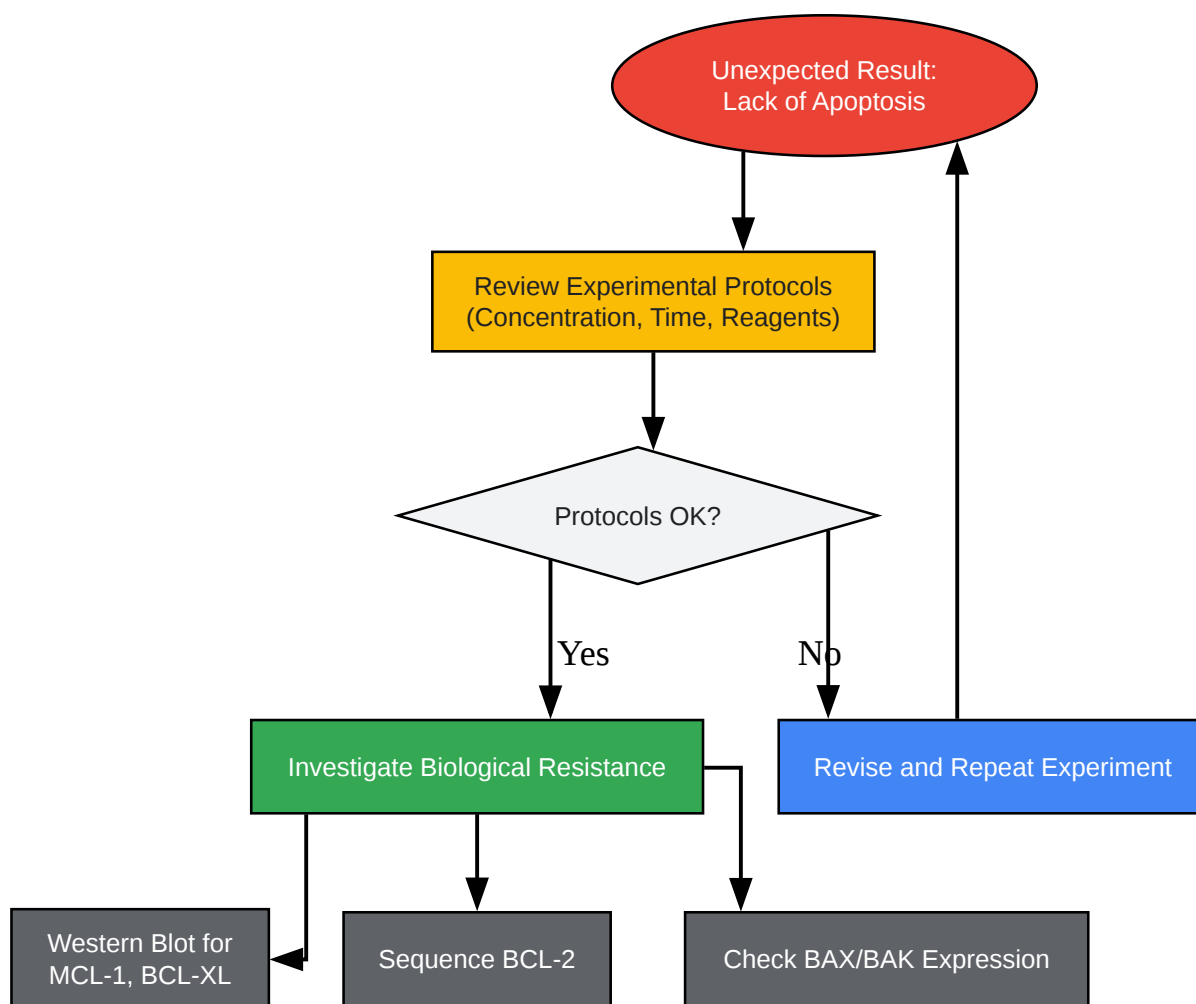 Unexpected Result:
Lack of Apoptosis
Review Experimental Protocols
(Concentration, Time, Reagents)
Protocols OK?
Yes
No
Investigate Biological Resistance
Revise and Repeat Experiment
Western Blot for
MCL-1, BCL-XL
Sequence BCL-2
Check BAX/BAK Expression